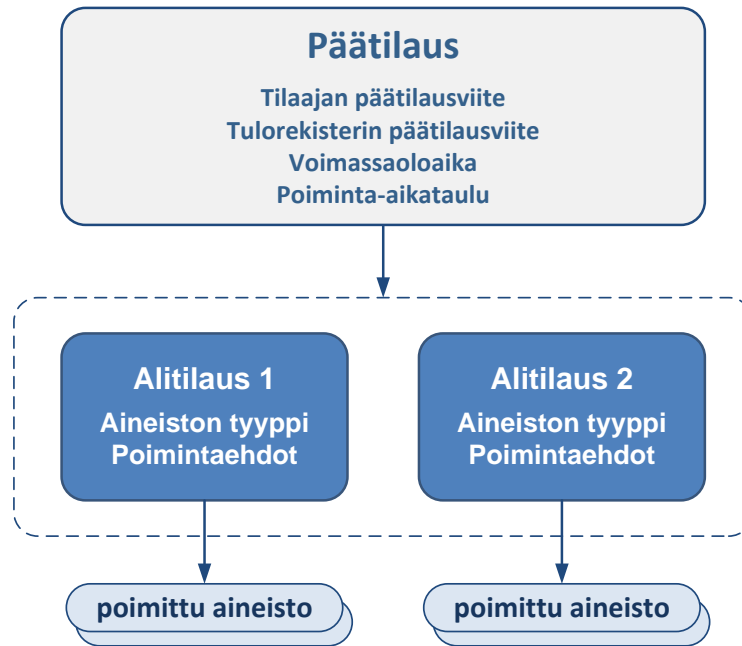 Päätilaus
Tilaajan päätilausviite
Tulorekisterin päätilausviite
Voimassaoloaika
Poiminta-aikataulu
Alitilaus 1
Aineiston tyyppi
Poimintaehdot
Alitilaus 2
Aineiston tyyppi
Poimintaehdot
poimittu aineisto
poimittu aineisto